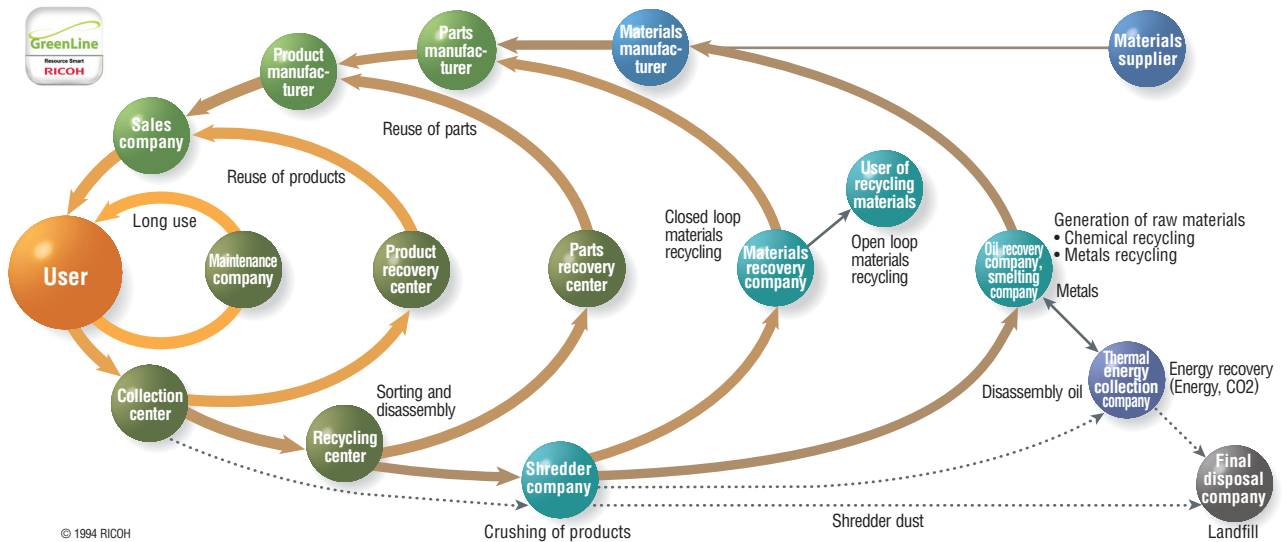 GreenLine
Resource Smart
RICOH
Product
manufac-
turer
Parts
manufac-
turer
Materials
manufac-
turer
Materials
supplier
Sales
company
Reuse of parts
Reuse of products
Long use
User
Maintenance
company
Product
recovery
center
Parts
recovery
center
Closed loop
materials
recycling
Materials
recovery
company
User of
recycling
materials
Open loop
materials
recycling
Oil recovery
company,
smelting
company
Generation of raw materials
• Chemical recycling
• Metals recycling
Metals
Thermal
energy
collection
company
Energy recovery
(Energy, CO2)
Disassembly oil
Collection
center
Sorting and
disassembly
Recycling
center
Shredder
company
Crushing of products
Shredder dust
Final
disposal
company
Landfill
© 1994 RICOH